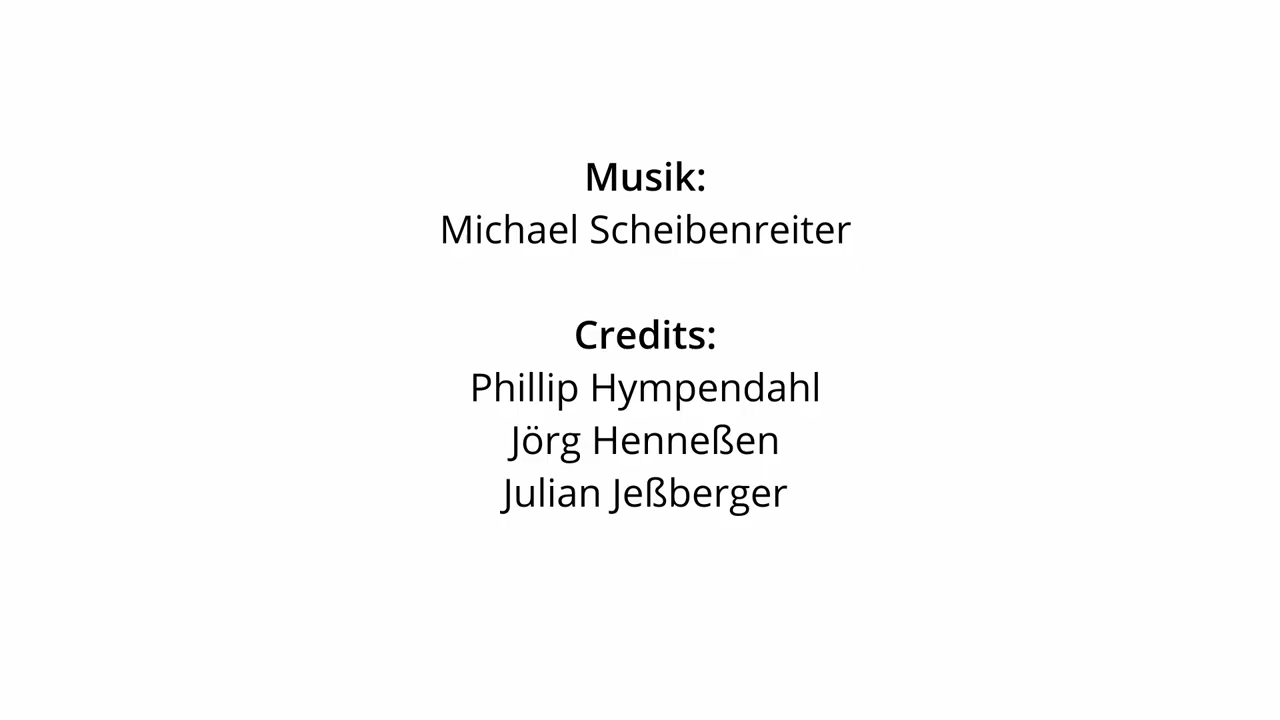 Musik:
Michael Scheibenreiter
Credits:
Phillip Hympendahl
Jörg Henneßen
Julian Jeßberger